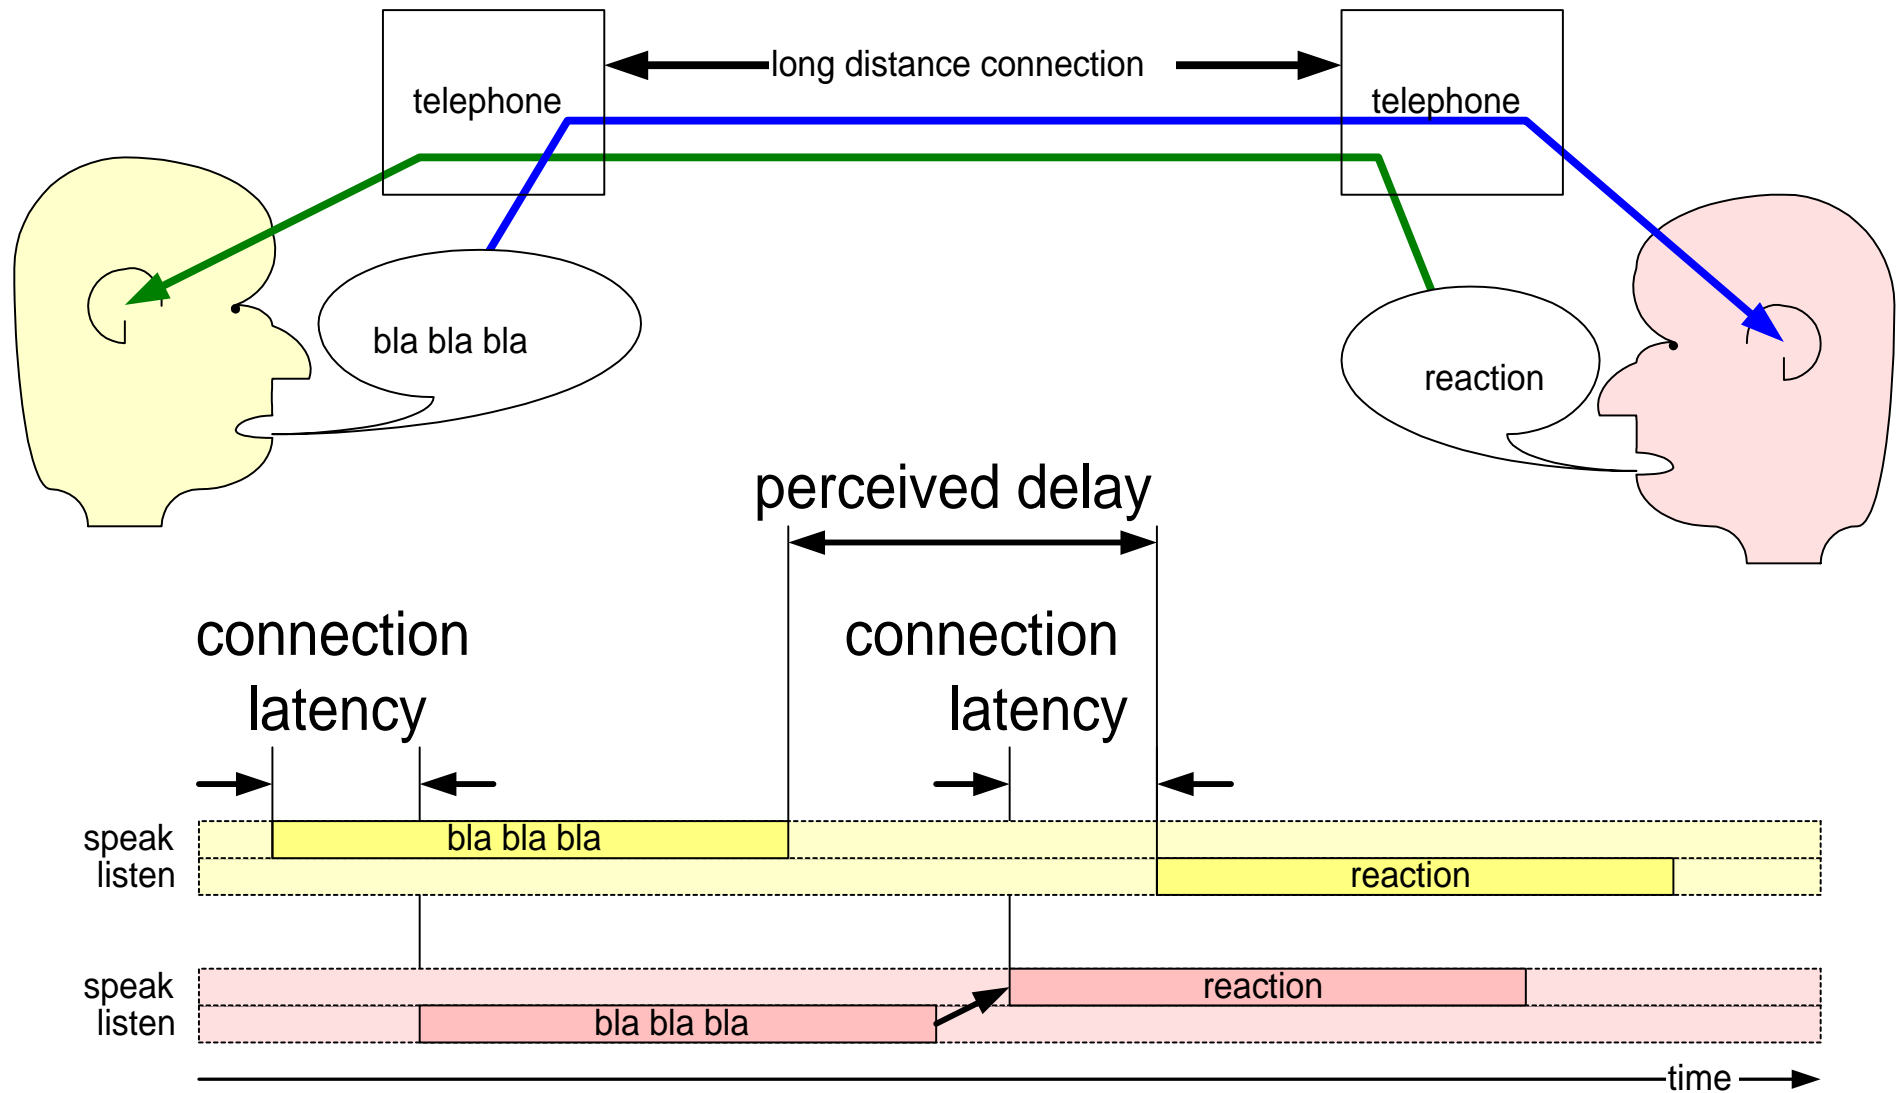 long distance connection
telephone
telephone
bla bla bla
reaction
perceived delay
connection
latency
connection
latency
speak
bla bla bla
listen
reaction
speak
reaction
listen
bla bla bla
time